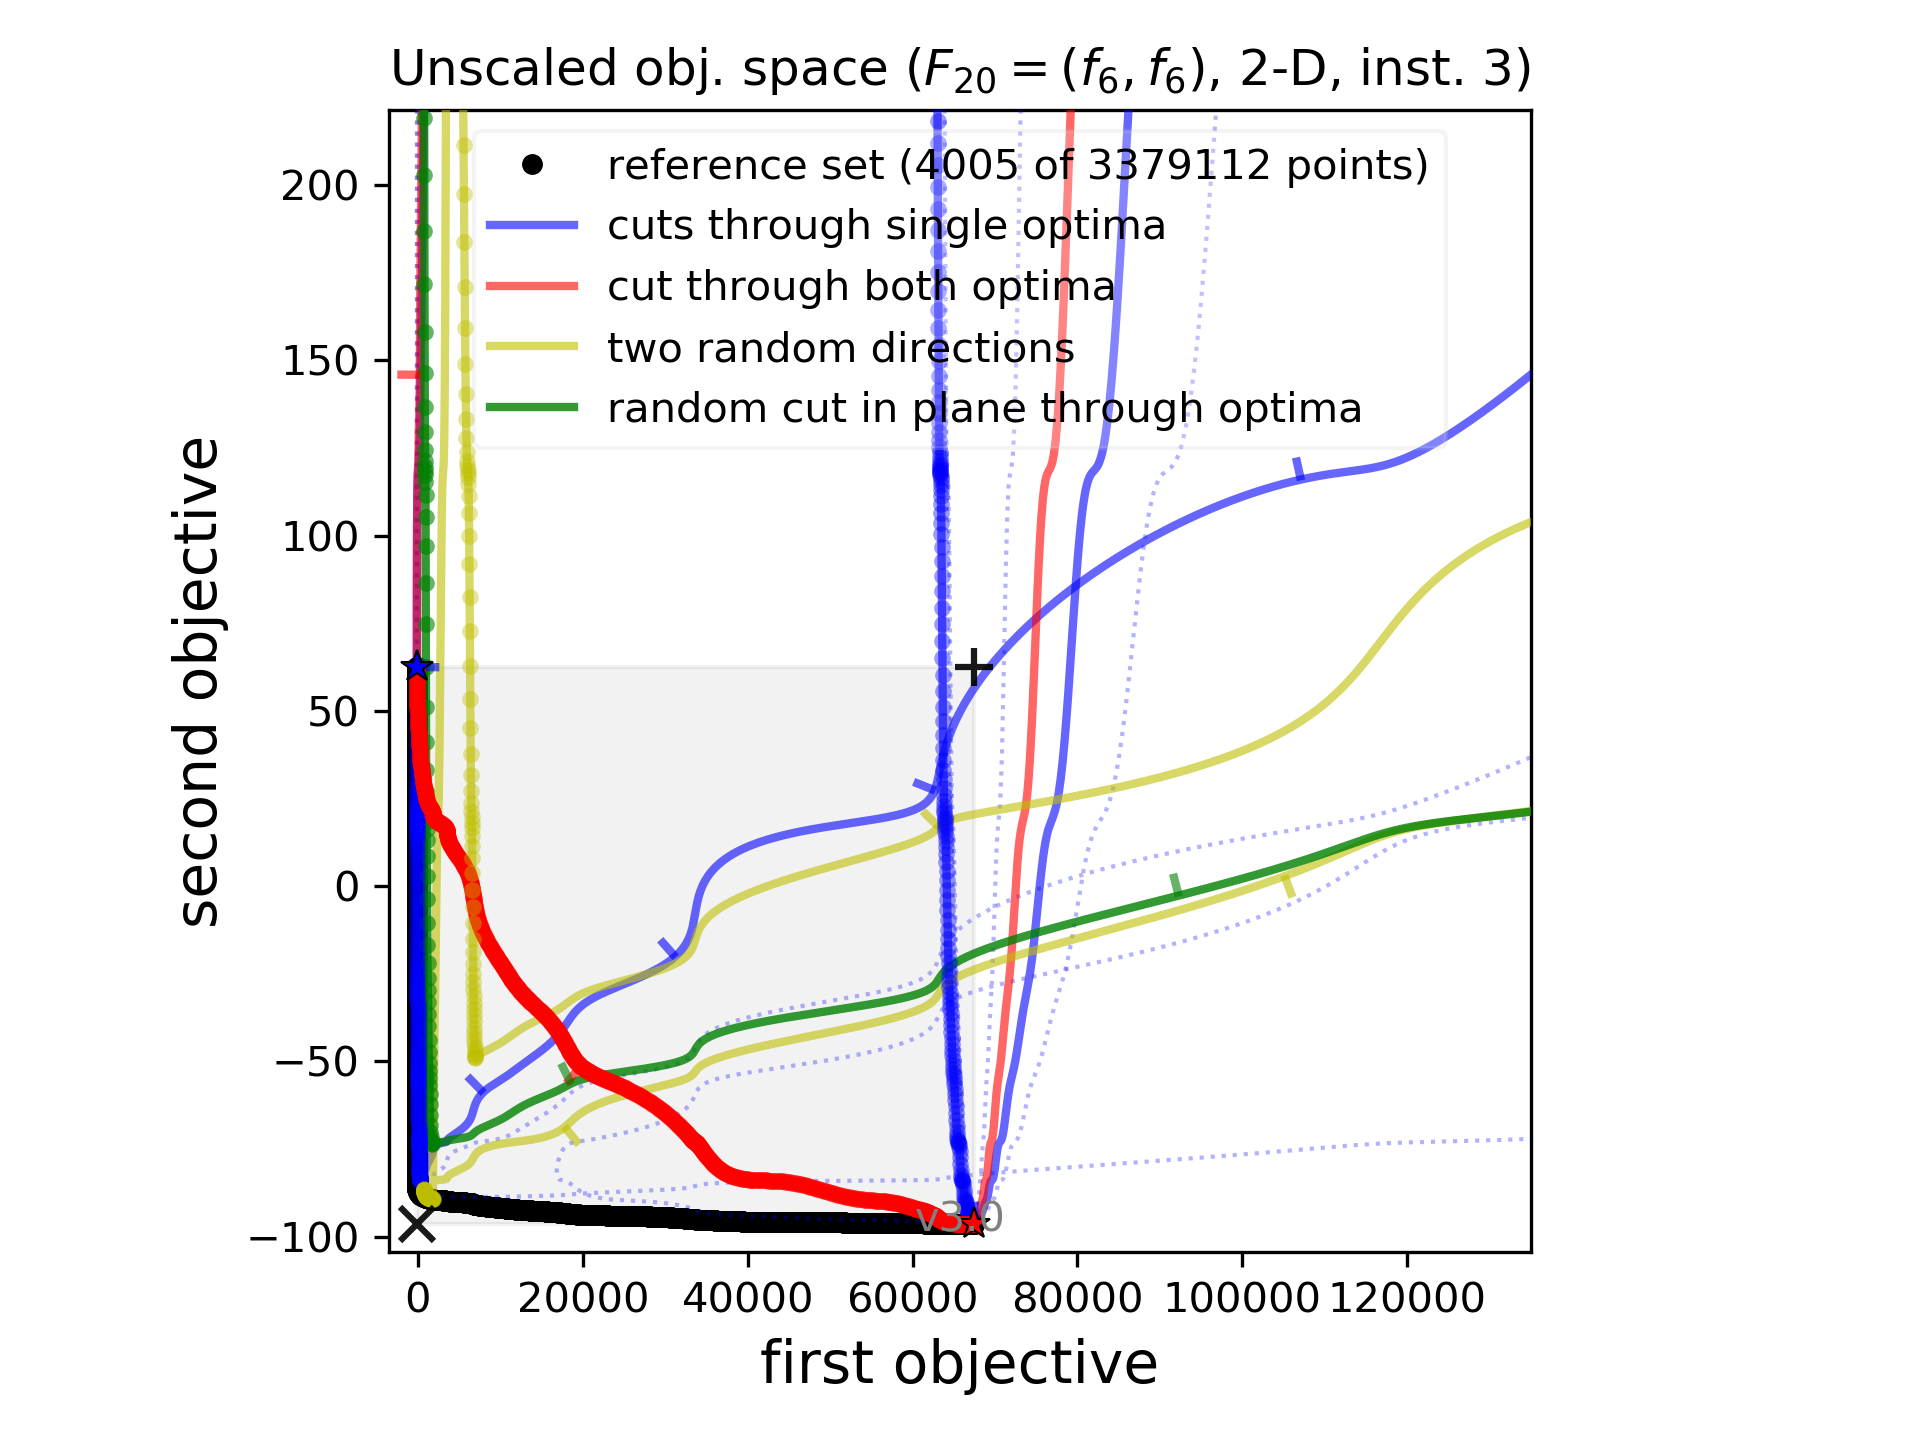 Unscaled obj. space (F₂₀ = (f₆, f₆), 2-D, inst. 3)
reference set (4005 of 3379112 points)
cuts through single optima
cut through both optima
two random directions
random cut in plane through optima
second objective
200
150
100
50
0
−50
−100
v3.0
0 20000 40000 60000 80000 100000 120000
first objective